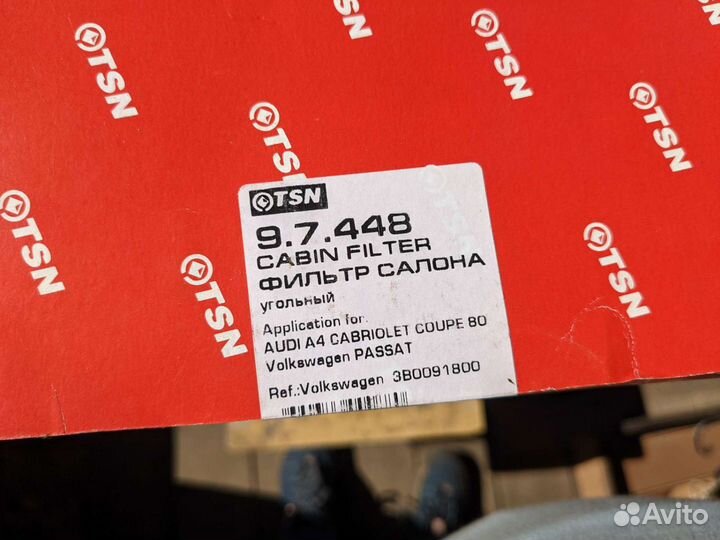 TSN
TSN
TSN
TSN
TSN
TSN
TSN
TSN
9.7.448
CABIN FILTER
ФИЛЬТР САЛОНА
угольный
Application for:
AUDI A4 CABRIOLET COUPE 80
Volkswagen PASSAT
Ref.:Volkswagen 3B0091800
Avito